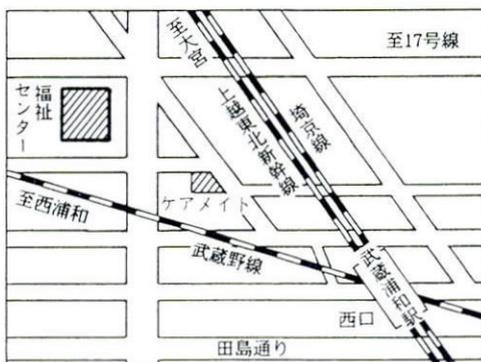 至大宮
至17号線
福祉
センター
上越東北新幹線
埼京線
ケアメイト
至西浦和
武蔵野線
武蔵浦和駅
西口
田島通り